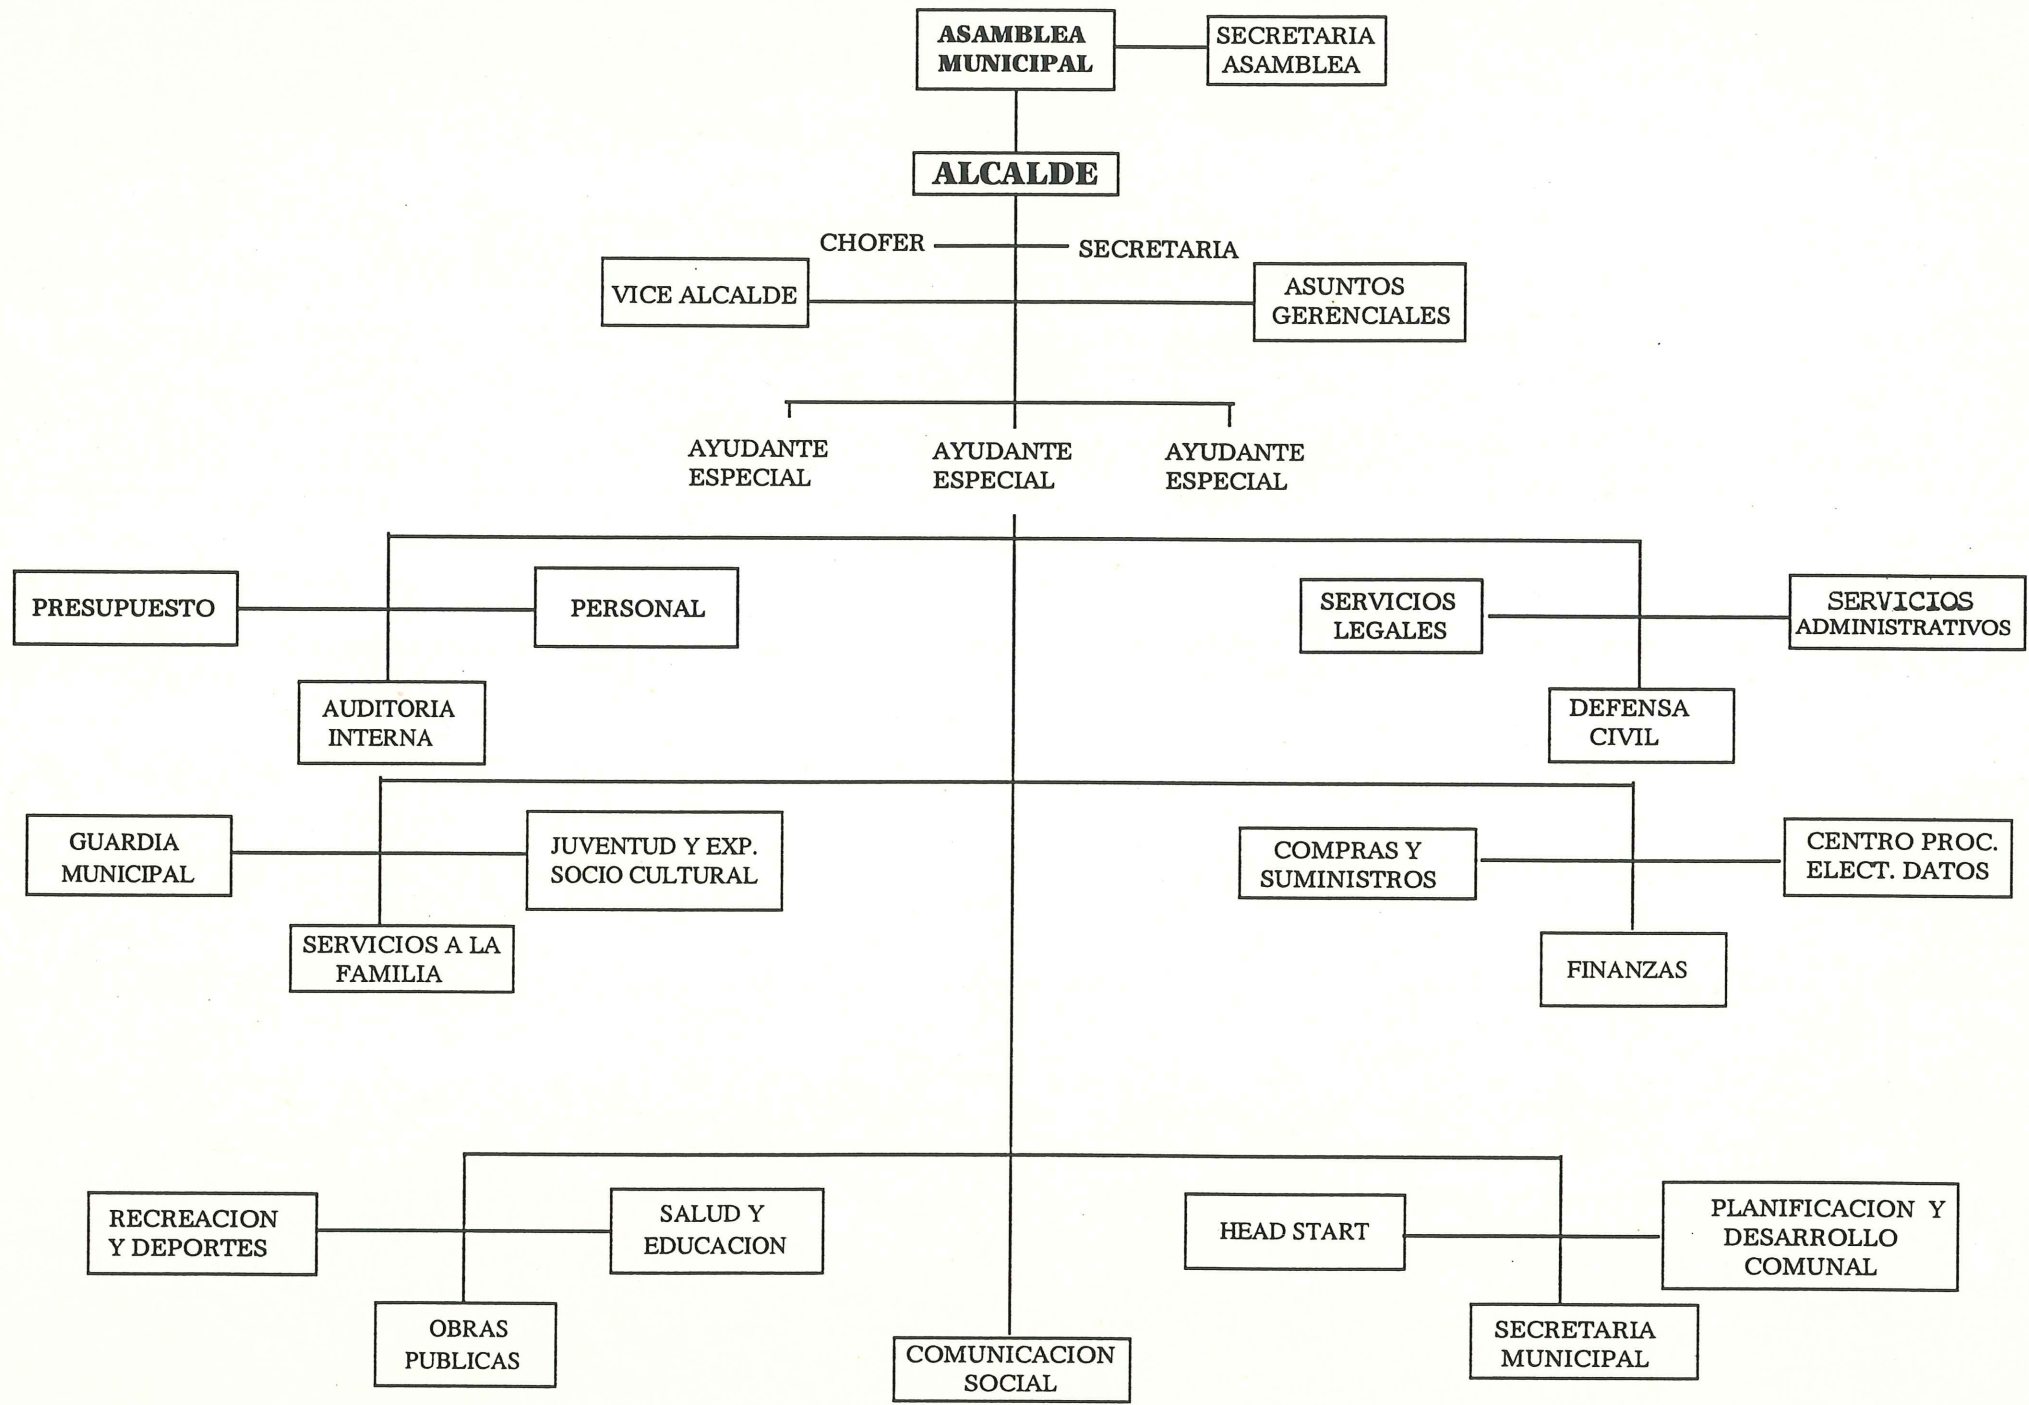 ASAMBLEA
MUNICIPAL
SECRETARIA
ASAMBLEA
ALCALDE
CHOFER
SECRETARIA
VICE ALCALDE
ASUNTOS
GERENCIALES
AYUDANTE
ESPECIAL
AYUDANTE
ESPECIAL
AYUDANTE
ESPECIAL
PRESUPUESTO
PERSONAL
SERVICIOS
LEGALES
SERVICIOS
ADMINISTRATIVOS
AUDITORIA
INTERNA
DEFENSA
CIVIL
GUARDIA
MUNICIPAL
JUVENTUD Y EXP.
SOCIO CULTURAL
COMPRAS Y
SUMINISTROS
CENTRO PROC.
ELECT. DATOS
SERVICIOS A LA
FAMILIA
FINANZAS
RECREACION
Y DEPORTES
SALUD Y
EDUCACION
HEAD START
PLANIFICACION Y
DESARROLLO
COMUNAL
OBRAS
PUBLICAS
COMUNICACION
SOCIAL
SECRETARIA
MUNICIPAL